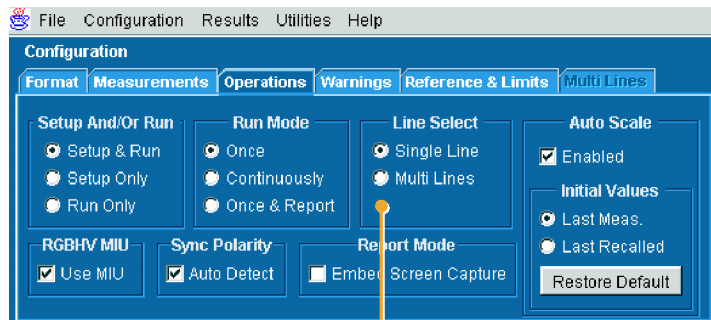 File Configuration Results Utilities Help
Configuration
Format Measurements Operations Warnings Reference & Limits Multi Lines
Setup And/Or Run
Setup & Run
Setup Only
Run Only
Run Mode
Once
Continuously
Once & Report
Line Select
Single Line
Multi Lines
Auto Scale
Enabled
Initial Values
Last Meas.
Last Recalled
Restore Default
RGBHV MIU
Use MIU
Sync Polarity
Auto Detect
Report Mode
Embed Screen Capture